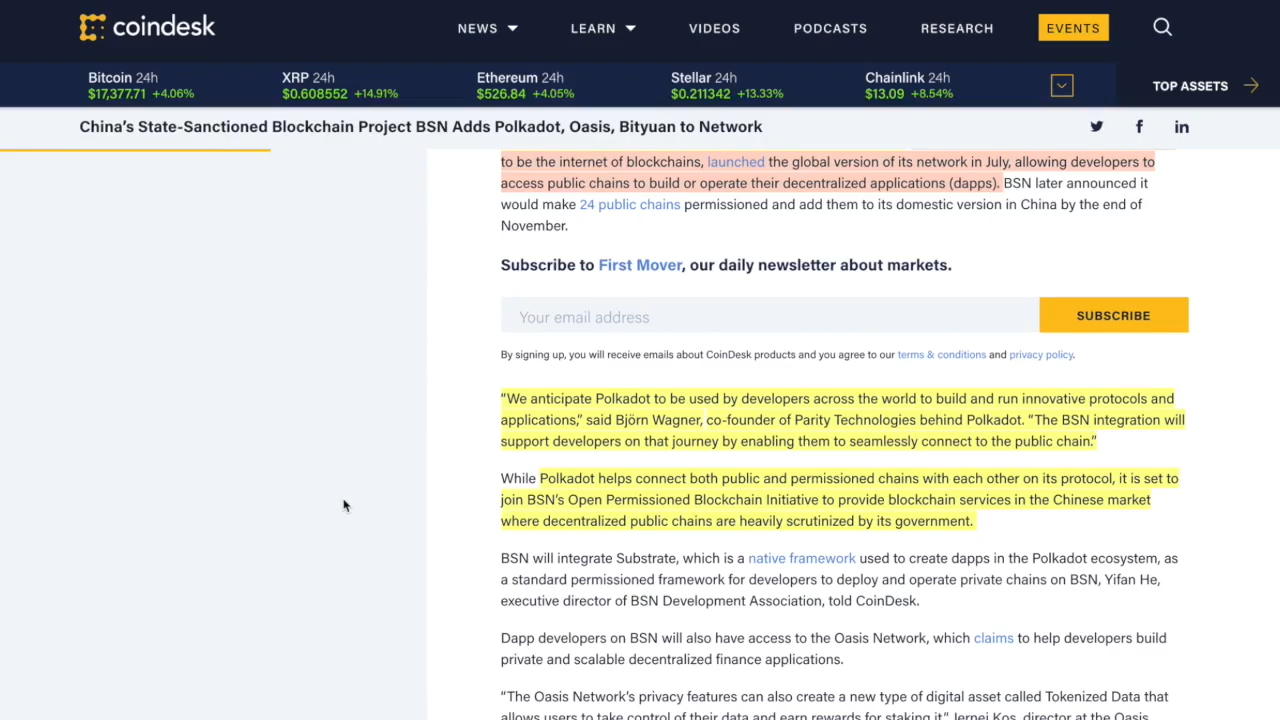 coindesk
NEWS LEARN VIDEOS PODCASTS RESEARCH EVENTS
Bitcoin 24h XRP 24h Ethereum 24h Stellar 24h Chainlink 24h
$17,377.71 +4.06% $0.608552 +14.91% $526.84 +4.05% $0.211342 +13.33% $13.09 +8.54%
TOP ASSETS
China’s State-Sanctioned Blockchain Project BSN Adds Polkadot, Oasis, Bityuan to Network
to be the internet of blockchains, launched the global version of its network in July, allowing developers to
access public chains to build or operate their decentralized applications (dapps). BSN later announced it
would make 24 public chains permissioned and add them to its domestic version in China by the end of
November.
Subscribe to First Mover, our daily newsletter about markets.
Your email address
SUBSCRIBE
By signing up, you will receive emails about CoinDesk products and you agree to our terms & conditions and privacy policy.
“We anticipate Polkadot to be used by developers across the world to build and run innovative protocols and
applications,” said Björn Wagner, co-founder of Parity Technologies behind Polkadot. “The BSN integration will
support developers on that journey by enabling them to seamlessly connect to the public chain.”
While Polkadot helps connect both public and permissioned chains with each other on its protocol, it is set to
join BSN’s Open Permissioned Blockchain Initiative to provide blockchain services in the Chinese market
where decentralized public chains are heavily scrutinized by its government.
BSN will integrate Substrate, which is a native framework used to create dapps in the Polkadot ecosystem, as
a standard permissioned framework for developers to deploy and operate private chains on BSN, Yifan He,
executive director of BSN Development Association, told CoinDesk.
Dapp developers on BSN will also have access to the Oasis Network, which claims to help developers build
private and scalable decentralized finance applications.
“The Oasis Network’s privacy features can also create a new type of digital asset called Tokenized Data that
allows users to take control of their data and earn rewards for staking it,” Jernej Kos, director at the Oasis